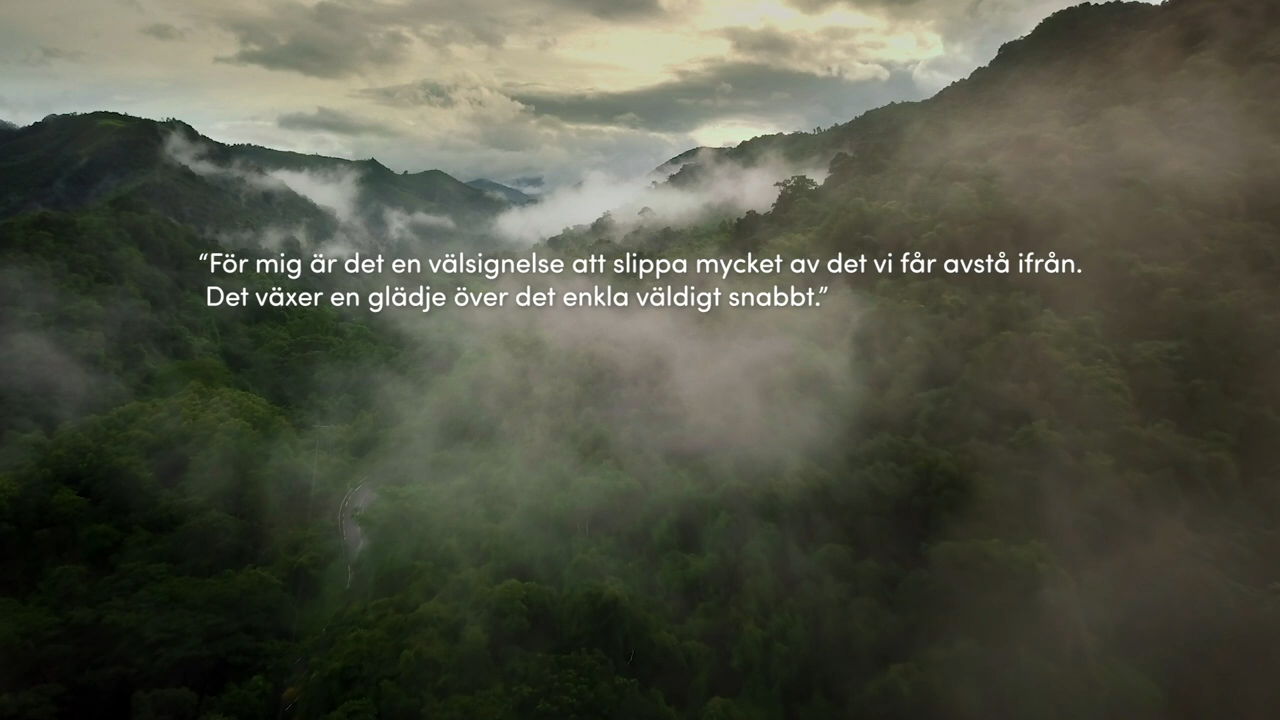 “För mig är det en välsignelse att slippa mycket av det vi får avstå ifrån.
Det växer en glädje över det enkla väldigt snabbt.”